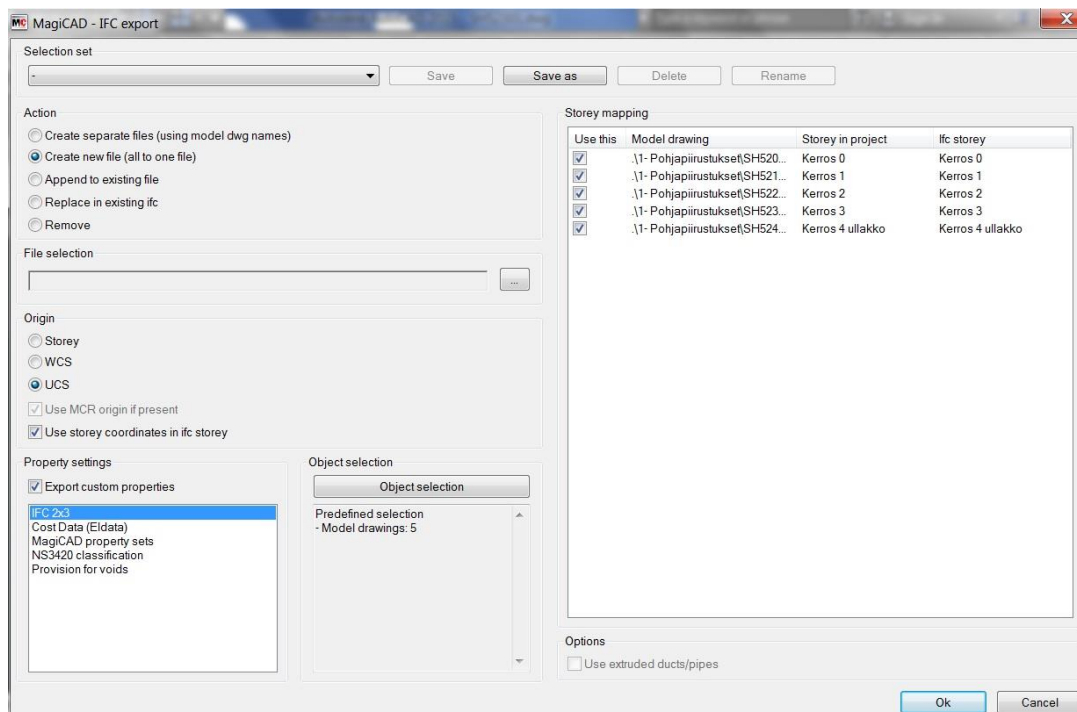 MC MagiCAD - IFC export
Selection set
-
Save
Save as
Delete
Rename
Action
Create separate files (using model dwg names)
Create new file (all to one file)
Append to existing file
Replace in existing ifc
Remove
File selection
...
Origin
Storey
WCS
UCS
Use MCR origin if present
Use storey coordinates in ifc storey
Property settings
Export custom properties
IFC 2x3
Cost Data (Eldata)
MagiCAD property sets
NS3420 classification
Provision for voids
Object selection
Object selection
Predefined selection
- Model drawings: 5
Storey mapping
Use this Model drawing Storey in project Ifc storey
.\1- Pohjapiirustukset\SH520... Kerros 0 Kerros 0
.\1- Pohjapiirustukset\SH521... Kerros 1 Kerros 1
.\1- Pohjapiirustukset\SH522... Kerros 2 Kerros 2
.\1- Pohjapiirustukset\SH523... Kerros 3 Kerros 3
.\1- Pohjapiirustukset\SH524... Kerros 4 ullakko Kerros 4 ullakko
Options
Use extruded ducts/pipes
Ok
Cancel